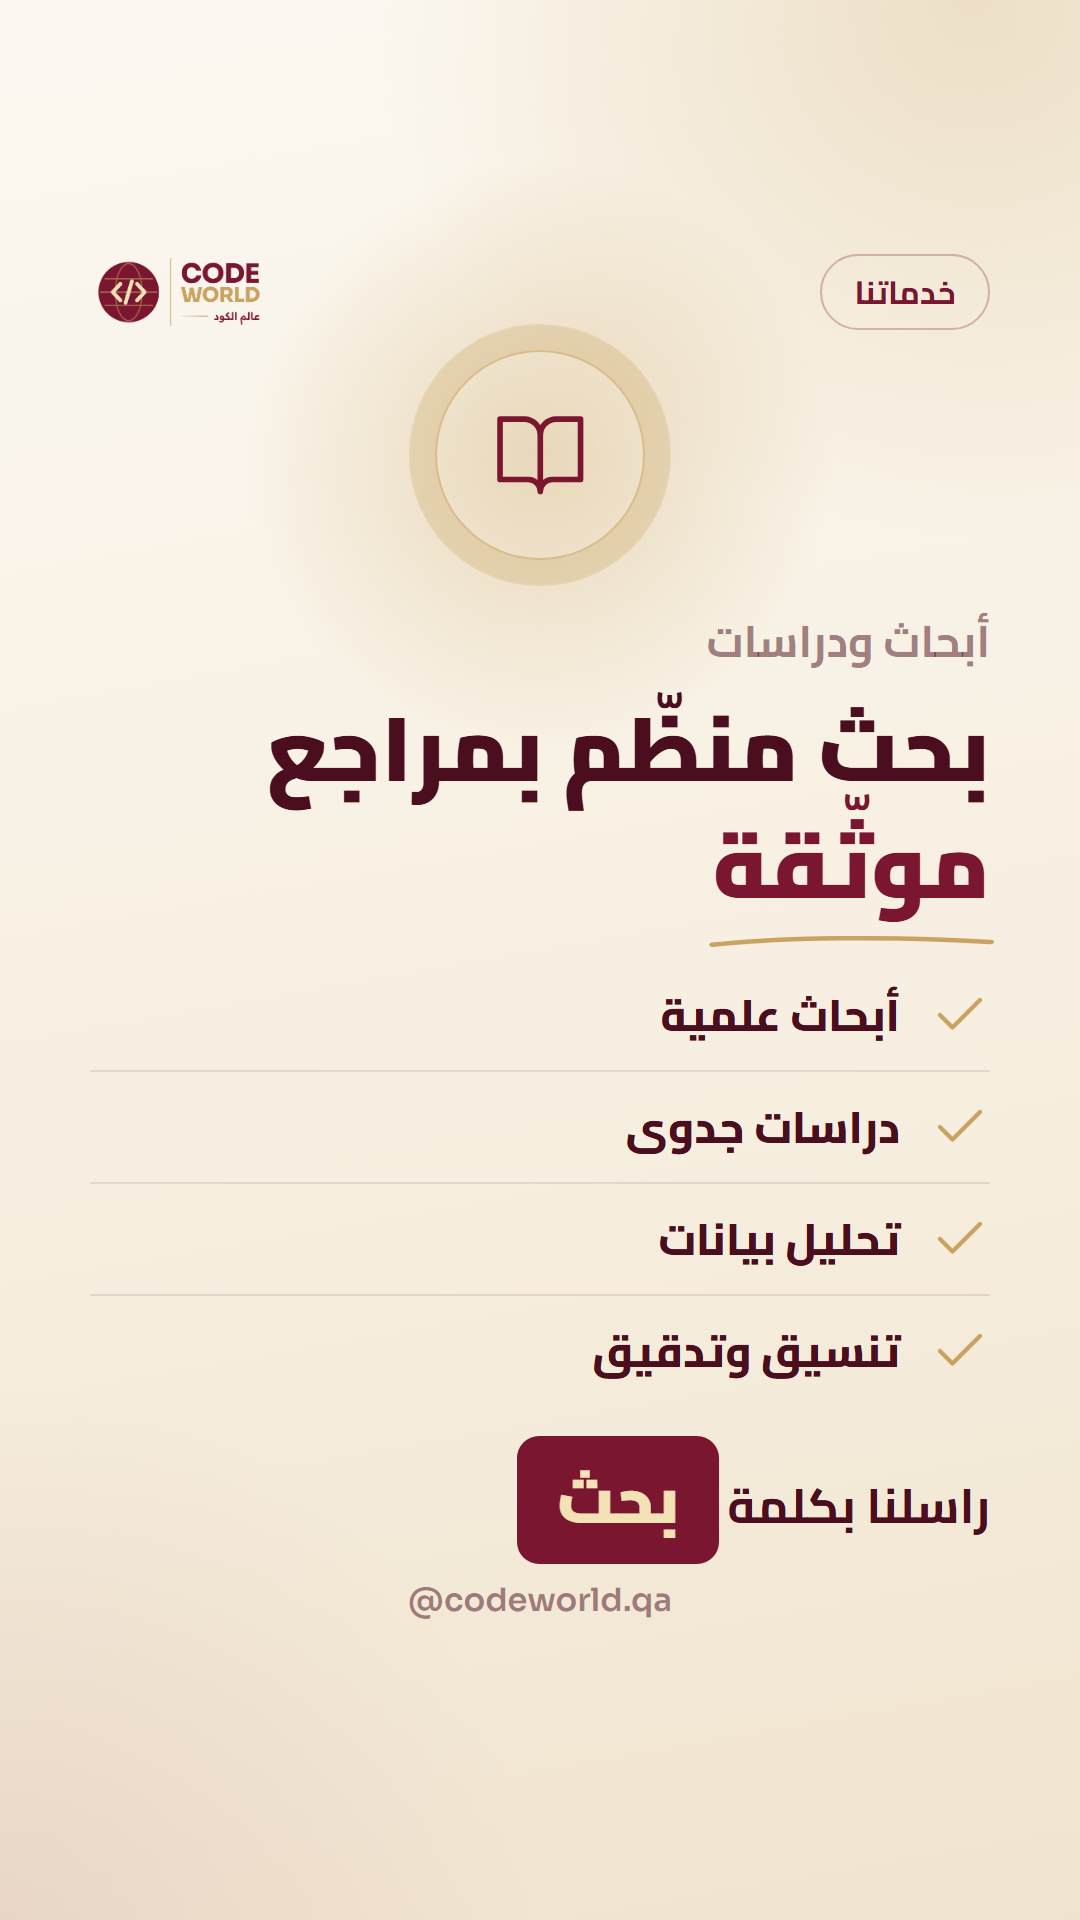 خدماتنا
CODE
WORLD
عالم الكود
أبحاث ودراسات
بحث منظّم بمراجع
موثّقة
أبحاث علمية
دراسات جدوى
تحليل بيانات
تنسيق وتدقيق
راسلنا بكلمة بحث
@codeworld.qa